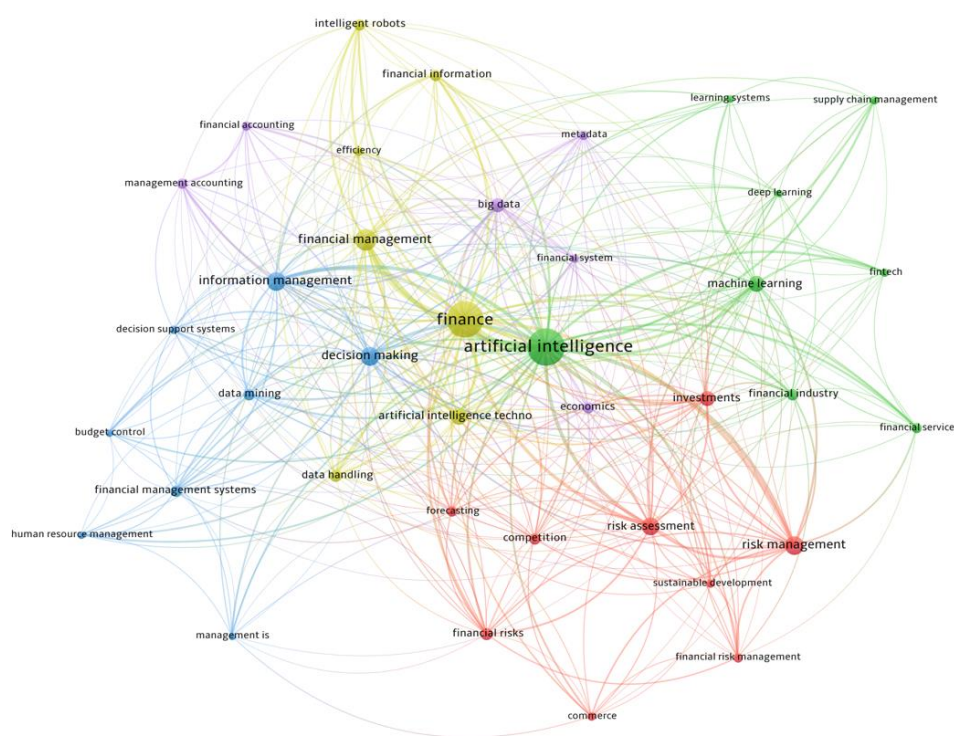 intelligent robots
financial information
learning systems
supply chain management
financial accounting
metadata
efficiency
management accounting
deep learning
big data
financial management
financial system
fintech
information management
machine learning
finance
decision support systems
artificial intelligence
decision making
data mining
investments
financial industry
economics
artificial intelligence techno
financial service
budget control
data handling
financial management systems
forecasting
risk assessment
human resource management
competition
risk management
sustainable development
management is
financial risks
financial risk management
commerce